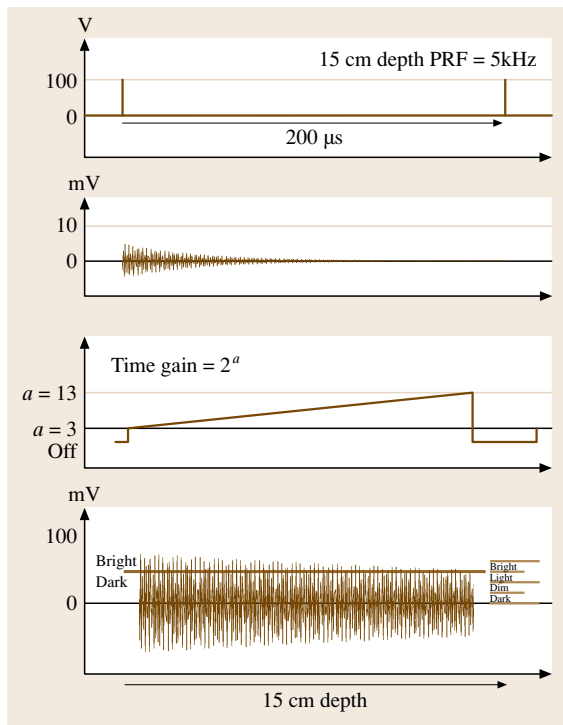 V
15 cm depth PRF = 5kHz
100
0
200 µs
mV
10
0
Time gain = 2^a
a = 13
a = 3
Off
mV
100
Bright
Dark
0
Bright
Light
Dim
Dark
15 cm depth